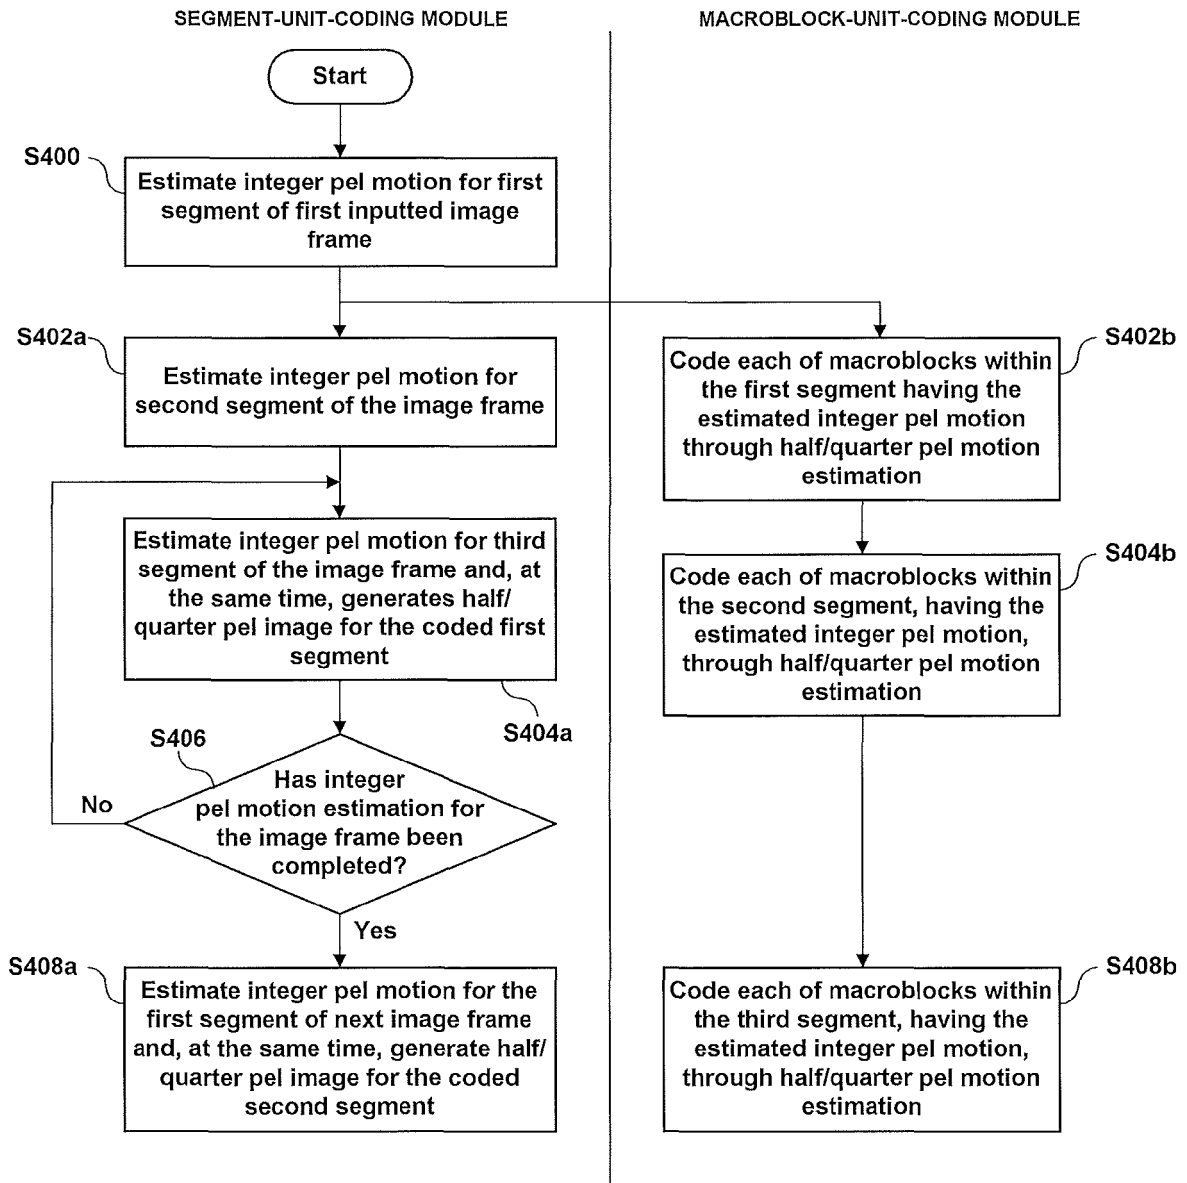 SEGMENT-UNIT-CODING MODULE
MACROBLOCK-UNIT-CODING MODULE
Start
S400
Estimate integer pel motion for first
segment of first inputted image
frame
S402a
Estimate integer pel motion for
second segment of the image frame
S402b
Code each of macroblocks within
the first segment having the
estimated integer pel motion
through half/quarter pel motion
estimation
Estimate integer pel motion for third
segment of the image frame and, at
the same time, generates half/
quarter pel image for the coded first
segment
S404a
S404b
Code each of macroblocks within
the second segment, having the
estimated integer pel motion,
through half/quarter pel motion
estimation
S406
Has integer
pel motion estimation for
the image frame been
completed?
No
Yes
S408a
Estimate integer pel motion for the
first segment of next image frame
and, at the same time, generate half/
quarter pel image for the coded
second segment
S408b
Code each of macroblocks within
the third segment, having the
estimated integer pel motion,
through half/quarter pel motion
estimation